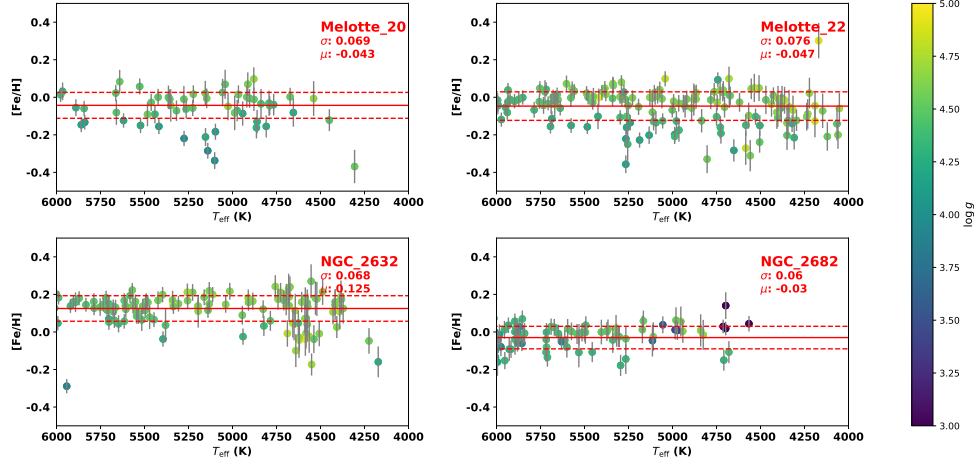 Melotte_20
σ: 0.069
μ: -0.043
0.4
0.2
0.0
-0.2
-0.4
[Fe/H]
6000 5750 5500 5250 5000 4750 4500 4250 4000
Teff (K)
Melotte_22
σ: 0.076
μ: -0.047
0.4
0.2
0.0
-0.2
-0.4
[Fe/H]
6000 5750 5500 5250 5000 4750 4500 4250 4000
Teff (K)
NGC_2632
σ: 0.068
μ: 0.125
0.4
0.2
0.0
-0.2
-0.4
[Fe/H]
6000 5750 5500 5250 5000 4750 4500 4250 4000
Teff (K)
NGC_2682
σ: 0.06
μ: -0.03
0.4
0.2
0.0
-0.2
-0.4
[Fe/H]
6000 5750 5500 5250 5000 4750 4500 4250 4000
Teff (K)
5.00
4.75
4.50
4.25
4.00
3.75
3.50
3.25
3.00
log g